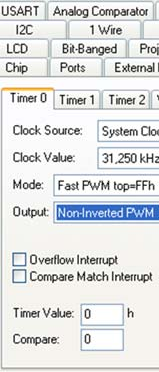 USART Analog Comparator
I2C 1 Wire
LCD Bit-Banged
Chip Ports External
Timer 0 Timer 1 Timer 2
Clock Source: System
Clock Value: 31,250 kHz
Mode: Fast PWM top=FFh
Output: Non-Inverted PWM
Overflow Interrupt
Compare Match Interrupt
Timer Value: 0 h
Compare: 0